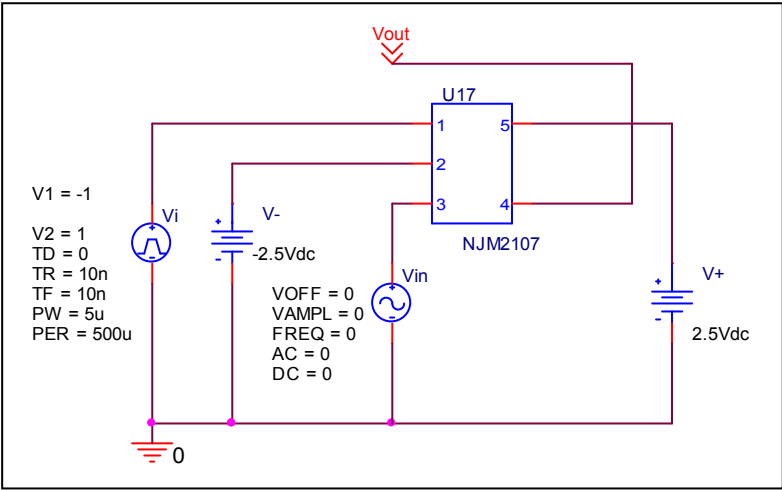 Vout
U17
1
5
2
3
4
NJM2107
V1 = -1
Vi
V2 = 1
TD = 0
TR = 10n
TF = 10n
PW = 5u
PER = 500u
V-
-2.5Vdc
Vin
VOFF = 0
VAMPL = 0
FREQ = 0
AC = 0
DC = 0
V+
2.5Vdc
0